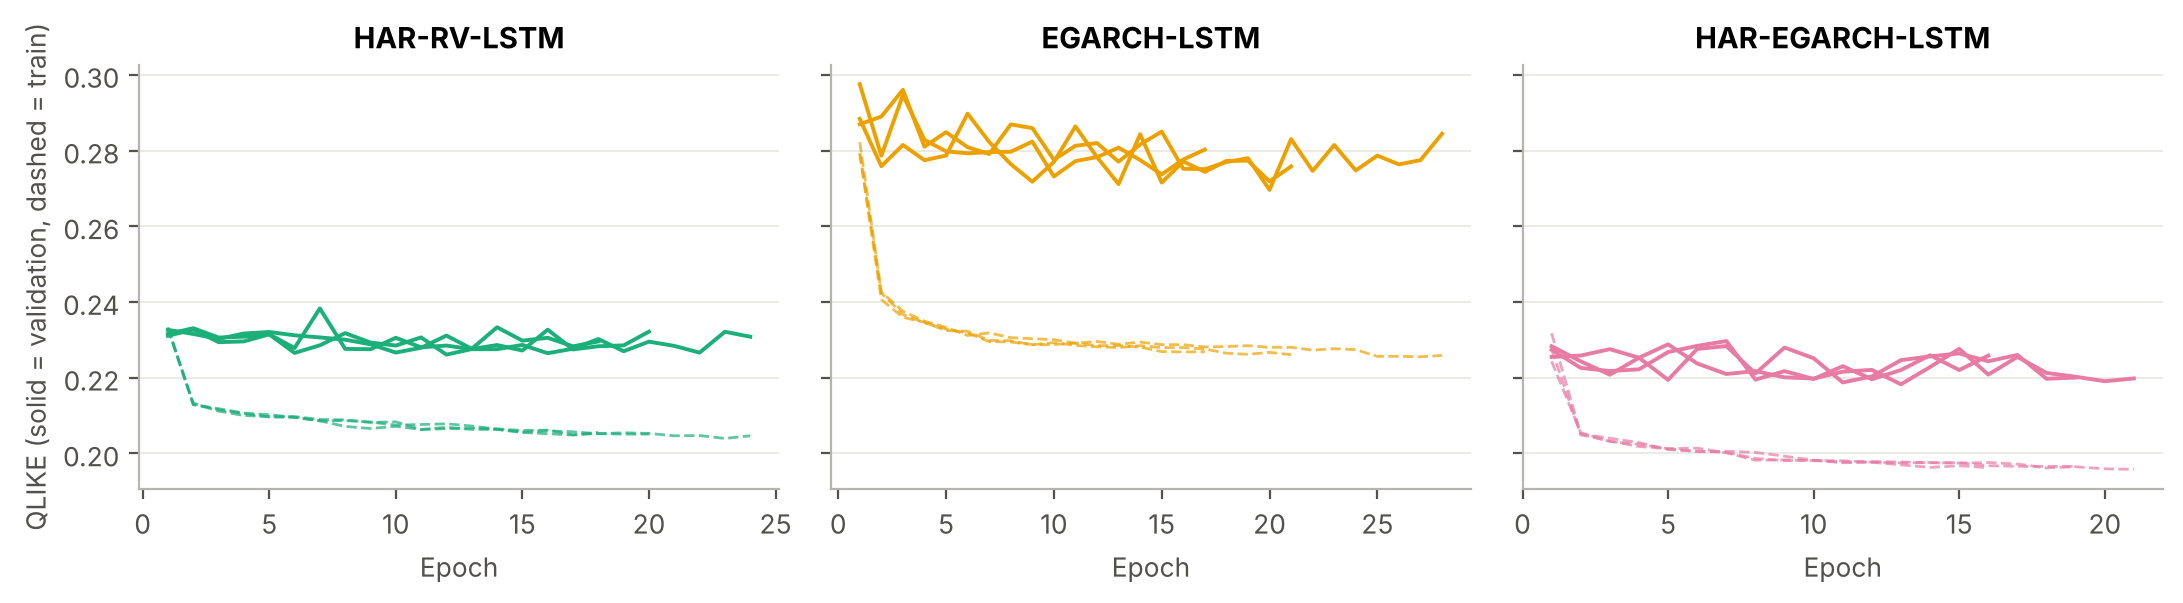 HAR-RV-LSTM
EGARCH-LSTM
HAR-EGARCH-LSTM
QLIKE (solid = validation, dashed = train)
0.30
0.28
0.26
0.24
0.22
0.20
0 5 10 15 20 25
0 5 10 15 20 25
0 5 10 15 20
Epoch
Epoch
Epoch